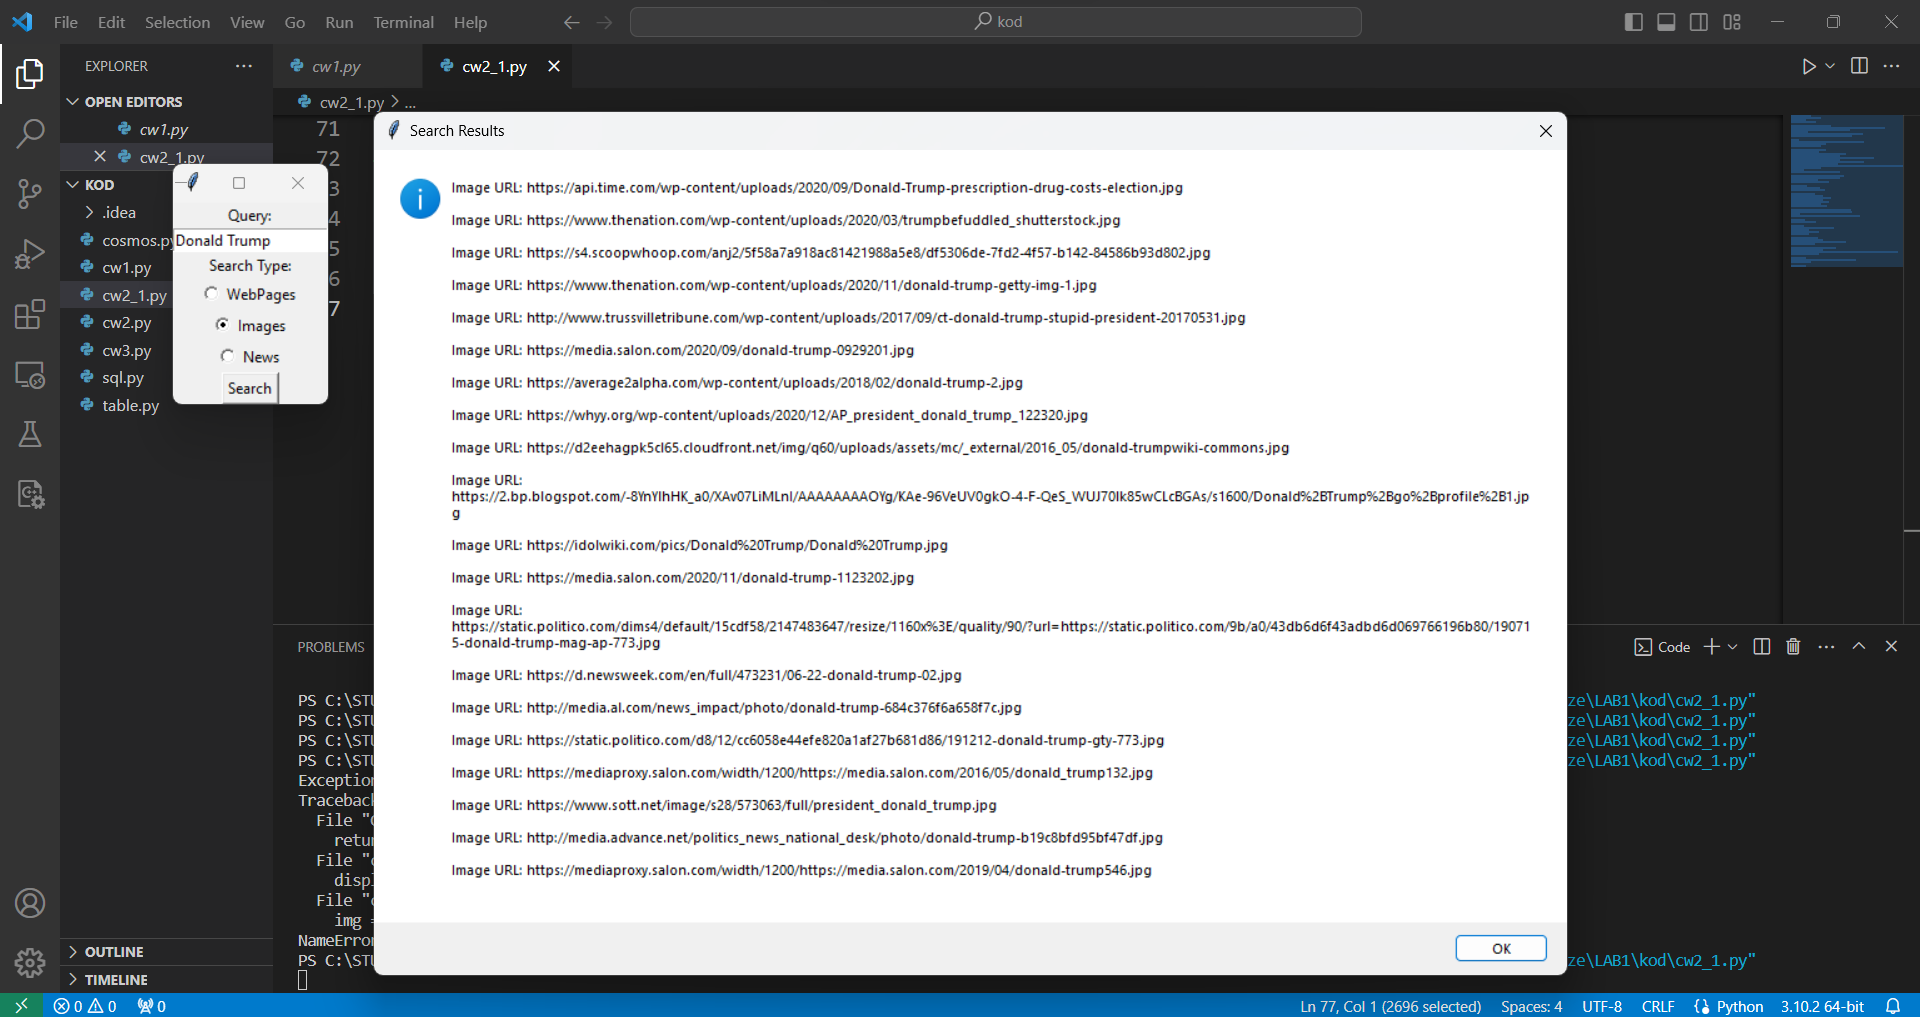 File Edit Selection View Go Run Terminal Help
kod
EXPLORER
cw1.py
cw2_1.py
OPEN EDITORS
cw1.py
cw2_1.py
KOD
.idea
cosmos.py
cw1.py
cw2_1.py
cw2.py
cw3.py
sql.py
table.py
OUTLINE
TIMELINE
Query:
Donald Trump
Search Type:
WebPages
Images
News
Search
cw2_1.py > ...
71
72
3
4
5
6
7
Search Results
Image URL: https://api.time.com/wp-content/uploads/2020/09/Donald-Trump-prescription-drug-costs-election.jpg
Image URL: https://www.thenation.com/wp-content/uploads/2020/03/trumpbefuddled_shutterstock.jpg
Image URL: https://s4.scoopwhoop.com/anj2/5f58a7a918ac81421988a5e8/df5306de-7fd2-4f57-b142-84586b93d802.jpg
Image URL: https://www.thenation.com/wp-content/uploads/2020/11/donald-trump-getty-img-1.jpg
Image URL: http://www.trussvilletribune.com/wp-content/uploads/2017/09/ct-donald-trump-stupid-president-20170531.jpg
Image URL: https://media.salon.com/2020/09/donald-trump-0929201.jpg
Image URL: https://average2alpha.com/wp-content/uploads/2018/02/donald-trump-2.jpg
Image URL: https://whyy.org/wp-content/uploads/2020/12/AP_president_donald_trump_122320.jpg
Image URL: https://d2eehagpk5cl65.cloudfront.net/img/q60/uploads/assets/mc/_external/2016_05/donald-trumpwiki-commons.jpg
Image URL:
https://2.bp.blogspot.com/-8YnYlhHK_a0/XAv07LiMLnI/AAAAAAAAOYg/KAe-96VeUV0gkO-4-F-QeS_WUJ70Ik85wCLcBGAs/s1600/Donald%2BTrump%2Bgo%2Bprofile%2B1.jp
g
Image URL: https://idolwiki.com/pics/Donald%20Trump/Donald%20Trump.jpg
Image URL: https://media.salon.com/2020/11/donald-trump-1123202.jpg
Image URL:
https://static.politico.com/dims4/default/15cdf58/2147483647/resize/1160x%3E/quality/90/?url=https://static.politico.com/9b/a0/43db6d6f43adbd6d069766196b80/19071
5-donald-trump-mag-ap-773.jpg
Image URL: https://d.newsweek.com/en/full/473231/06-22-donald-trump-02.jpg
Image URL: http://media.al.com/news_impact/photo/donald-trump-684c376f6a658f7c.jpg
Image URL: https://static.politico.com/d8/12/cc6058e44efe820a1af27b681d86/191212-donald-trump-gty-773.jpg
Image URL: https://mediaproxy.salon.com/width/1200/https://media.salon.com/2016/05/donald_trump132.jpg
Image URL: https://www.sott.net/image/s28/573063/full/president_donald_trump.jpg
Image URL: http://media.advance.net/politics_news_national_desk/photo/donald-trump-b19c8bfd95bf47df.jpg
Image URL: https://mediaproxy.salon.com/width/1200/https://media.salon.com/2019/04/donald-trump546.jpg
OK
PROBLEMS
Code
PS C:\STU ze\LAB1\kod\cw2_1.py"
PS C:\STU ze\LAB1\kod\cw2_1.py"
PS C:\STU ze\LAB1\kod\cw2_1.py"
PS C:\STU ze\LAB1\kod\cw2_1.py"
Exception
Traceback
File "
retur
File "
disp
File "
img =
NameError
PS C:\STU ze\LAB1\kod\cw2_1.py"
0 0 0
Ln 77, Col 1 (2696 selected) Spaces: 4 UTF-8 CRLF Python 3.10.2 64-bit